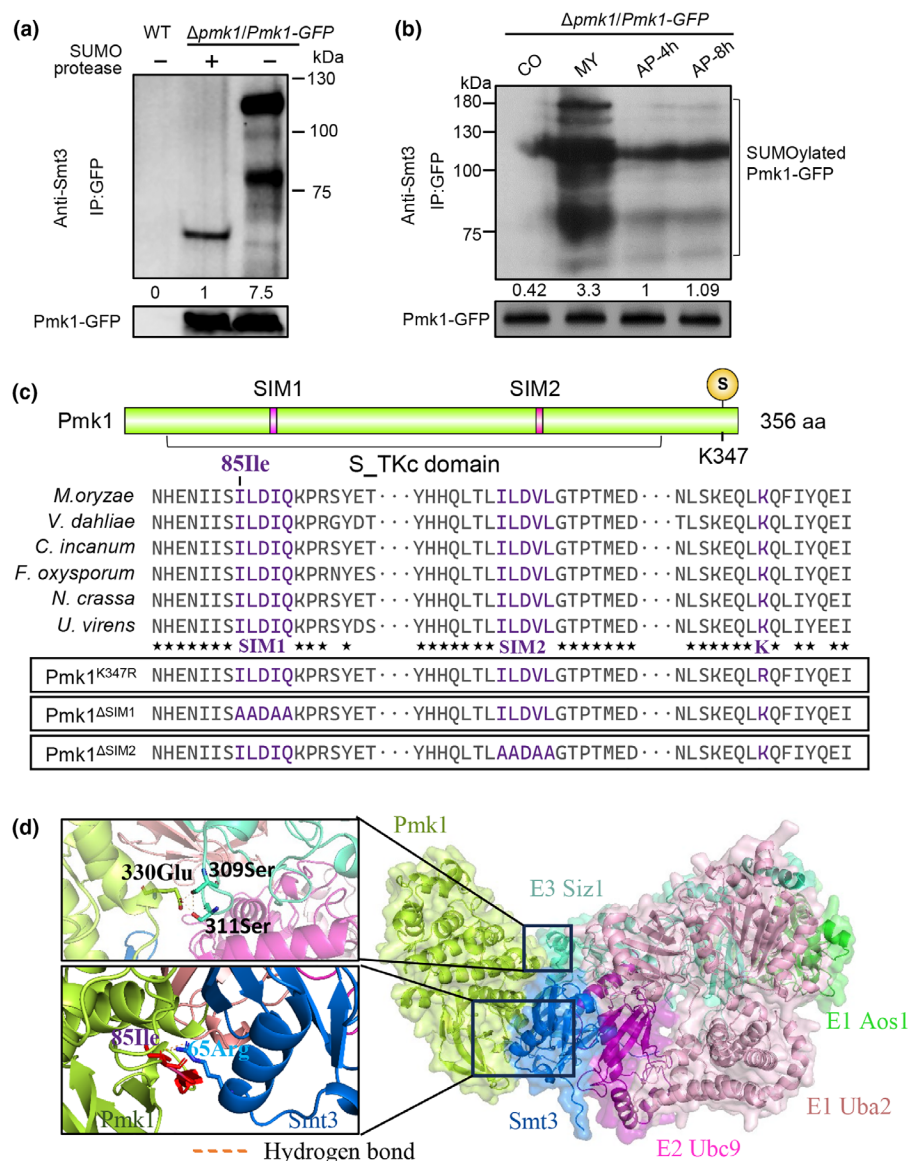 (a)
WT Δpmk1/Pmk1-GFP
SUMO protease – + –
kDa
130
100
75
Anti-Smt3
IP:GFP
0 1 7.5
Pmk1-GFP
(b)
Δpmk1/Pmk1-GFP
CO MY AP-4h AP-8h
kDa
180
130
100
75
Anti-Smt3
IP:GFP
SUMOylated
Pmk1-GFP
0.42 3.3 1 1.09
Pmk1-GFP
(c)
SIM1 SIM2 S
Pmk1 356 aa
K347
S_TKc domain
85Ile
M.oryzae NHENIISILDIQKPRSYET···YHHQLTLILDVLGTPTMED···NLSKEQLKQFIYQEI
V. dahliae NHENIISILDIQKPRGYDT···YHHQLTLILDVLGTPTMED···TLSKEQLKQFIYQEI
C. incanum NHENIISILDIQKPRSYET···YHHQLTLILDVLGTPTMED···NLSKEQLKQFIYQEI
F. oxysporum NHENIISILDIQKPRNYES···YHHQLTLILDVLGTPTMED···NLSKEQLKQFIYQEI
N. crassa NHENIISILDIQKPRSYET···YHHQLTLILDVLGTPTMED···NLSKEQLKQFIYQEI
U. virens NHENIISILDIQKPRSYDS···YHHQLTLILDVLGTPTMED···NLSKEQLKQFIYEEI
★★★★★★★SIM1★★★ ★ ★★★★★★★SIM2★★★★★★★ ★★★★★★K★ ★★ ★★
Pmk1K347R NHENIISILDIQKPRSYET···YHHQLTLILDVLGTPTMED···NLSKEQLRQFIYQEI
Pmk1ΔSIM1 NHENIISAADAAKPRSYET···YHHQLTLILDVLGTPTMED···NLSKEQLKQFIYQEI
Pmk1ΔSIM2 NHENIISILDIQKPRSYET···YHHQLTLAADAAGTPTMED···NLSKEQLKQFIYQEI
(d)
330Glu 309Ser
311Ser
85Ile 65Arg
Pmk1 Smt3
Hydrogen bond
Pmk1
E3 Siz1
E1 Aos1
Smt3
E1 Uba2
E2 Ubc9